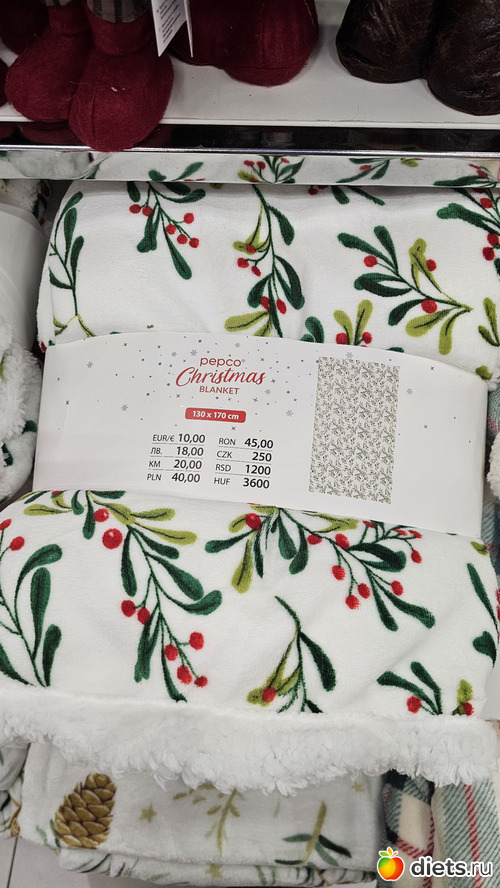 pepco®
Christmas
BLANKET
130 x 170 cm
EUR/€ 10,00 RON 45,00
ЛВ. 18,00 CZK 250
KM 20,00 RSD 1200
PLN 40,00 HUF 3600
diets.ru